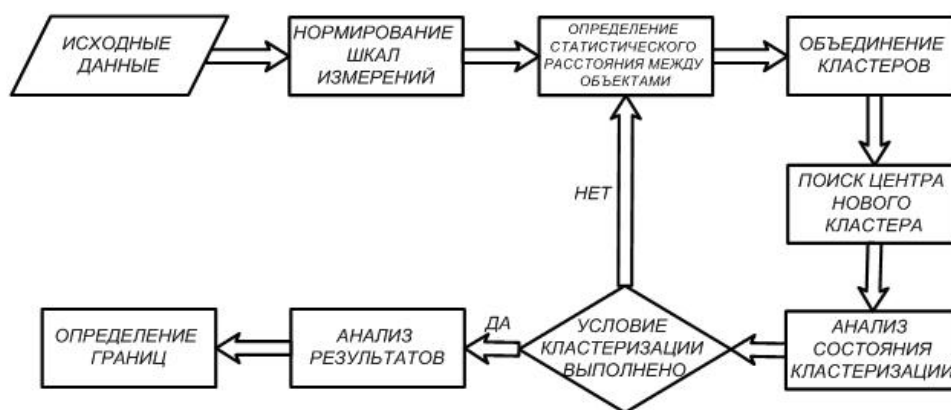 ИСХОДНЫЕ
ДАННЫЕ
НОРМИРОВАНИЕ
ШКАЛ
ИЗМЕРЕНИЙ
ОПРЕДЕЛЕНИЕ
СТАТИСТИЧЕСКОГО
РАССТОЯНИЯ МЕЖДУ
ОБЪЕКТАМИ
ОБЪЕДИНЕНИЕ
КЛАСТЕРОВ
ПОИСК ЦЕНТРА
НОВОГО
КЛАСТЕРА
АНАЛИЗ
СОСТОЯНИЯ
КЛАСТЕРИЗАЦИИ
УСЛОВИЕ
КЛАСТЕРИЗАЦИИ
ВЫПОЛНЕНО
НЕТ
ДА
АНАЛИЗ
РЕЗУЛЬТАТОВ
ОПРЕДЕЛЕНИЕ
ГРАНИЦ